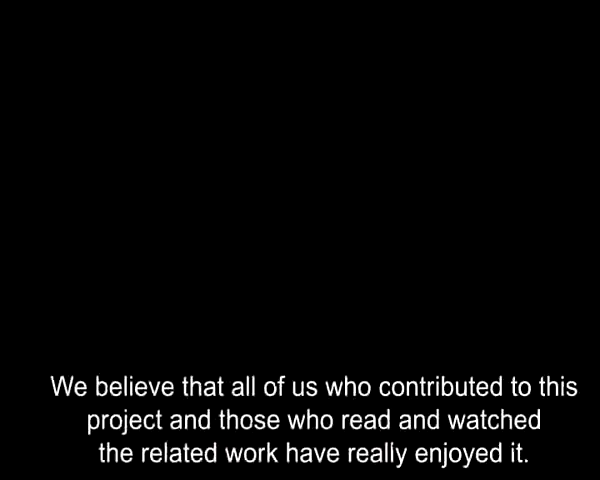 We believe that all of us who contributed to this
project and those who read and watched
the related work have really enjoyed it.